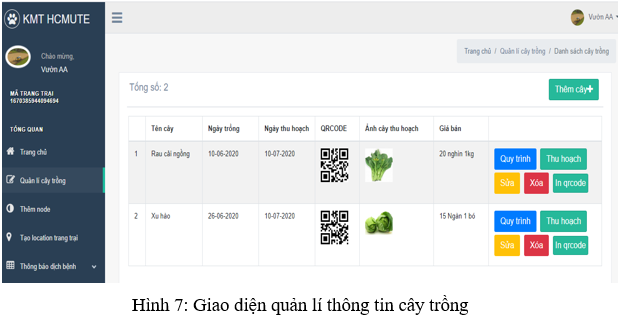 KMT HCMUTE
Vườn AA
Chào mừng,
Vườn AA
MÃ TRANG TRẠI
1670385944694694
TỔNG QUAN
Trang chủ
Quản lí cây trồng
Thêm node
Tạo location trang trại
Thông báo dịch bệnh
Trang chủ / Quản lí cây trồng / Danh sách cây trồng
Tổng số: 2
Thêm cây+
Tên cây Ngày trồng Ngày thu hoạch QRCODE Ảnh cây thu hoạch Giá bán
1 Rau cải ngồng 10-06-2020 10-07-2020 20 nghìn 1kg Quy trình Thu hoạch
Sửa Xóa In qrcode
2 Xu hào 26-06-2020 10-07-2020 15 Ngàn 1 bó Quy trình Thu hoạch
Sửa Xóa In qrcode
Hình 7: Giao diện quản lí thông tin cây trồng